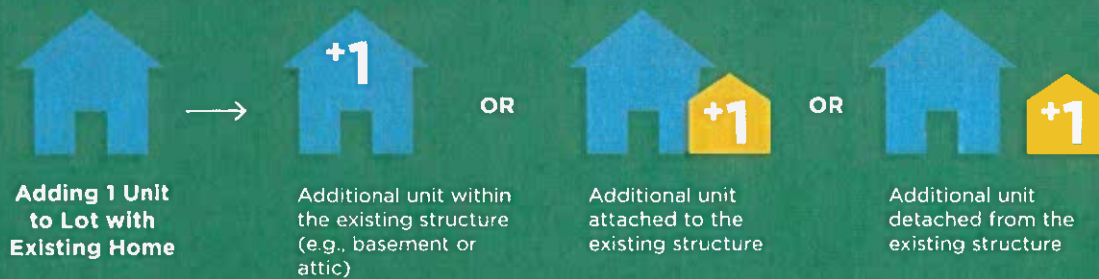 +1
OR
+1
OR
+1
Adding 1 Unit
to Lot with
Existing Home
Additional unit within
the existing structure
(e.g., basement or
attic)
Additional unit
attached to the
existing structure
Additional unit
detached from the
existing structure